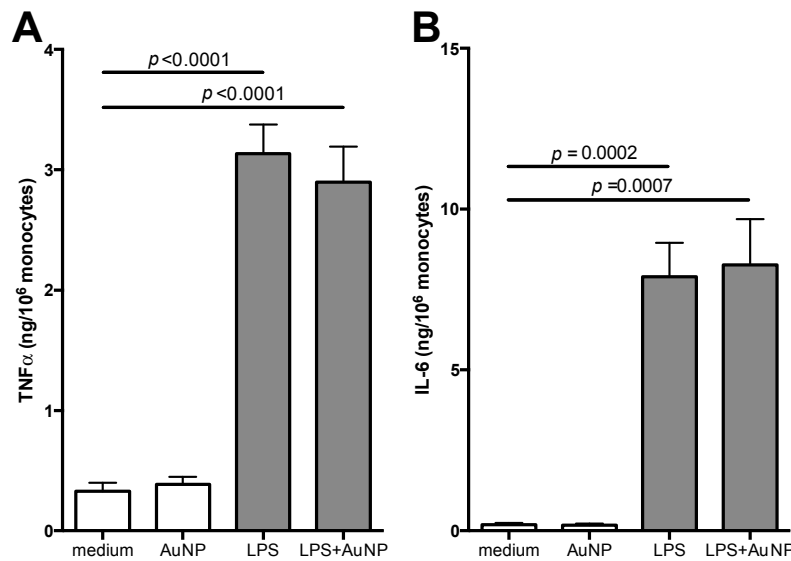 A
4
p<0.0001
p<0.0001
3
2
1
0
TNFα (ng/10⁶ monocytes)
medium AuNP LPS LPS+AuNP
B
15
p = 0.0002
p =0.0007
10
5
0
IL-6 (ng/10⁶ monocytes)
medium AuNP LPS LPS+AuNP